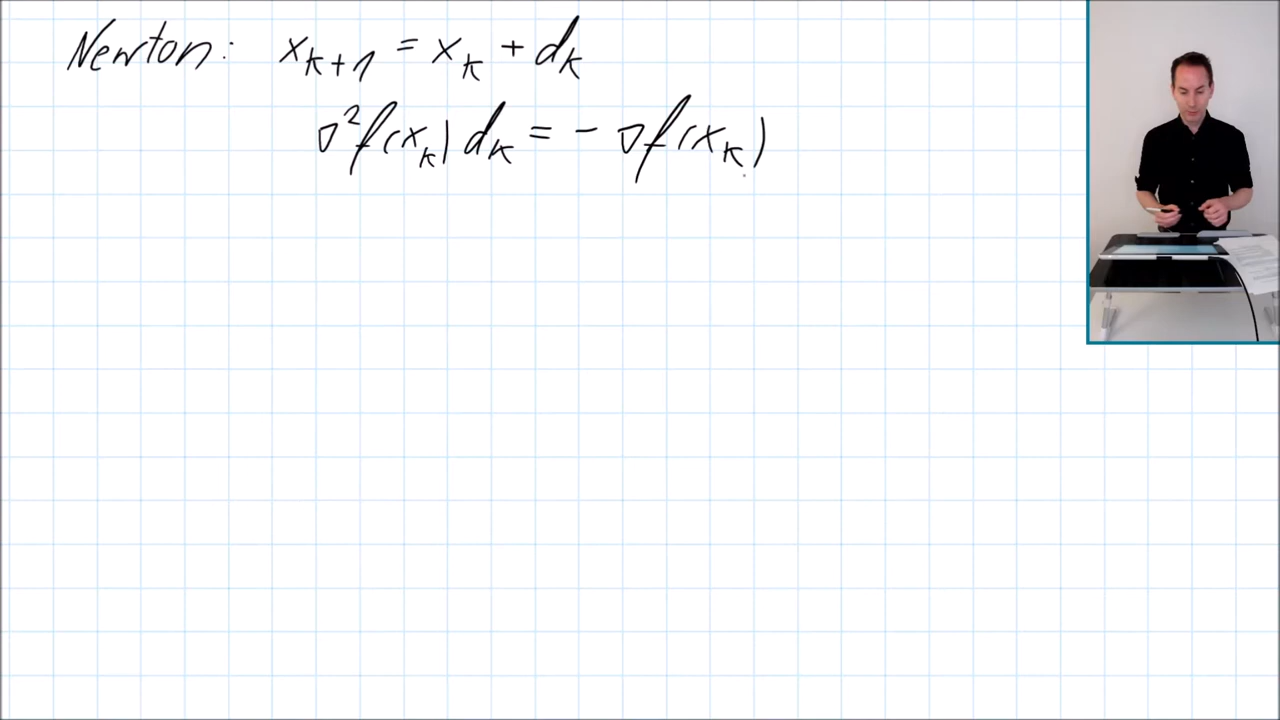 Newton: x_{k+1} = x_k + d_k
∇²f(x_k) d_k = - ∇f(x_k)